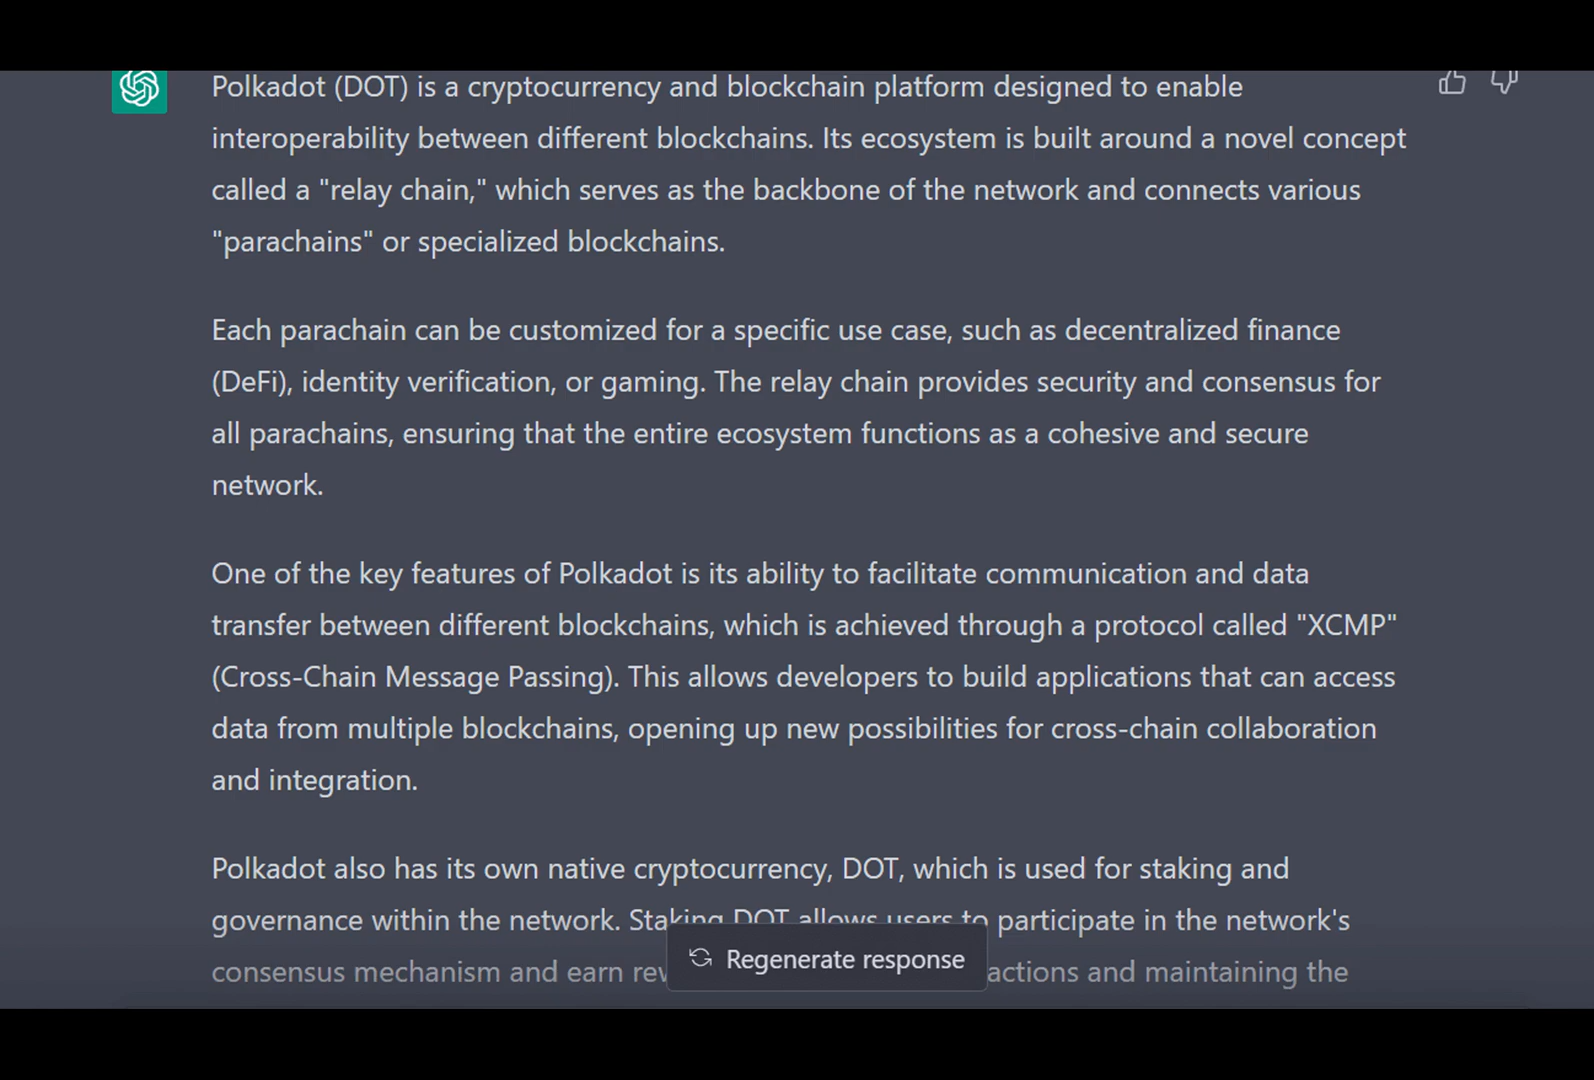 Polkadot (DOT) is a cryptocurrency and blockchain platform designed to enable
interoperability between different blockchains. Its ecosystem is built around a novel concept
called a "relay chain," which serves as the backbone of the network and connects various
"parachains" or specialized blockchains.
Each parachain can be customized for a specific use case, such as decentralized finance
(DeFi), identity verification, or gaming. The relay chain provides security and consensus for
all parachains, ensuring that the entire ecosystem functions as a cohesive and secure
network.
One of the key features of Polkadot is its ability to facilitate communication and data
transfer between different blockchains, which is achieved through a protocol called "XCMP"
(Cross-Chain Message Passing). This allows developers to build applications that can access
data from multiple blockchains, opening up new possibilities for cross-chain collaboration
and integration.
Polkadot also has its own native cryptocurrency, DOT, which is used for staking and
governance within the network. Staking DOT allows users to participate in the network's
consensus mechanism and earn actions and maintaining the
Regenerate response